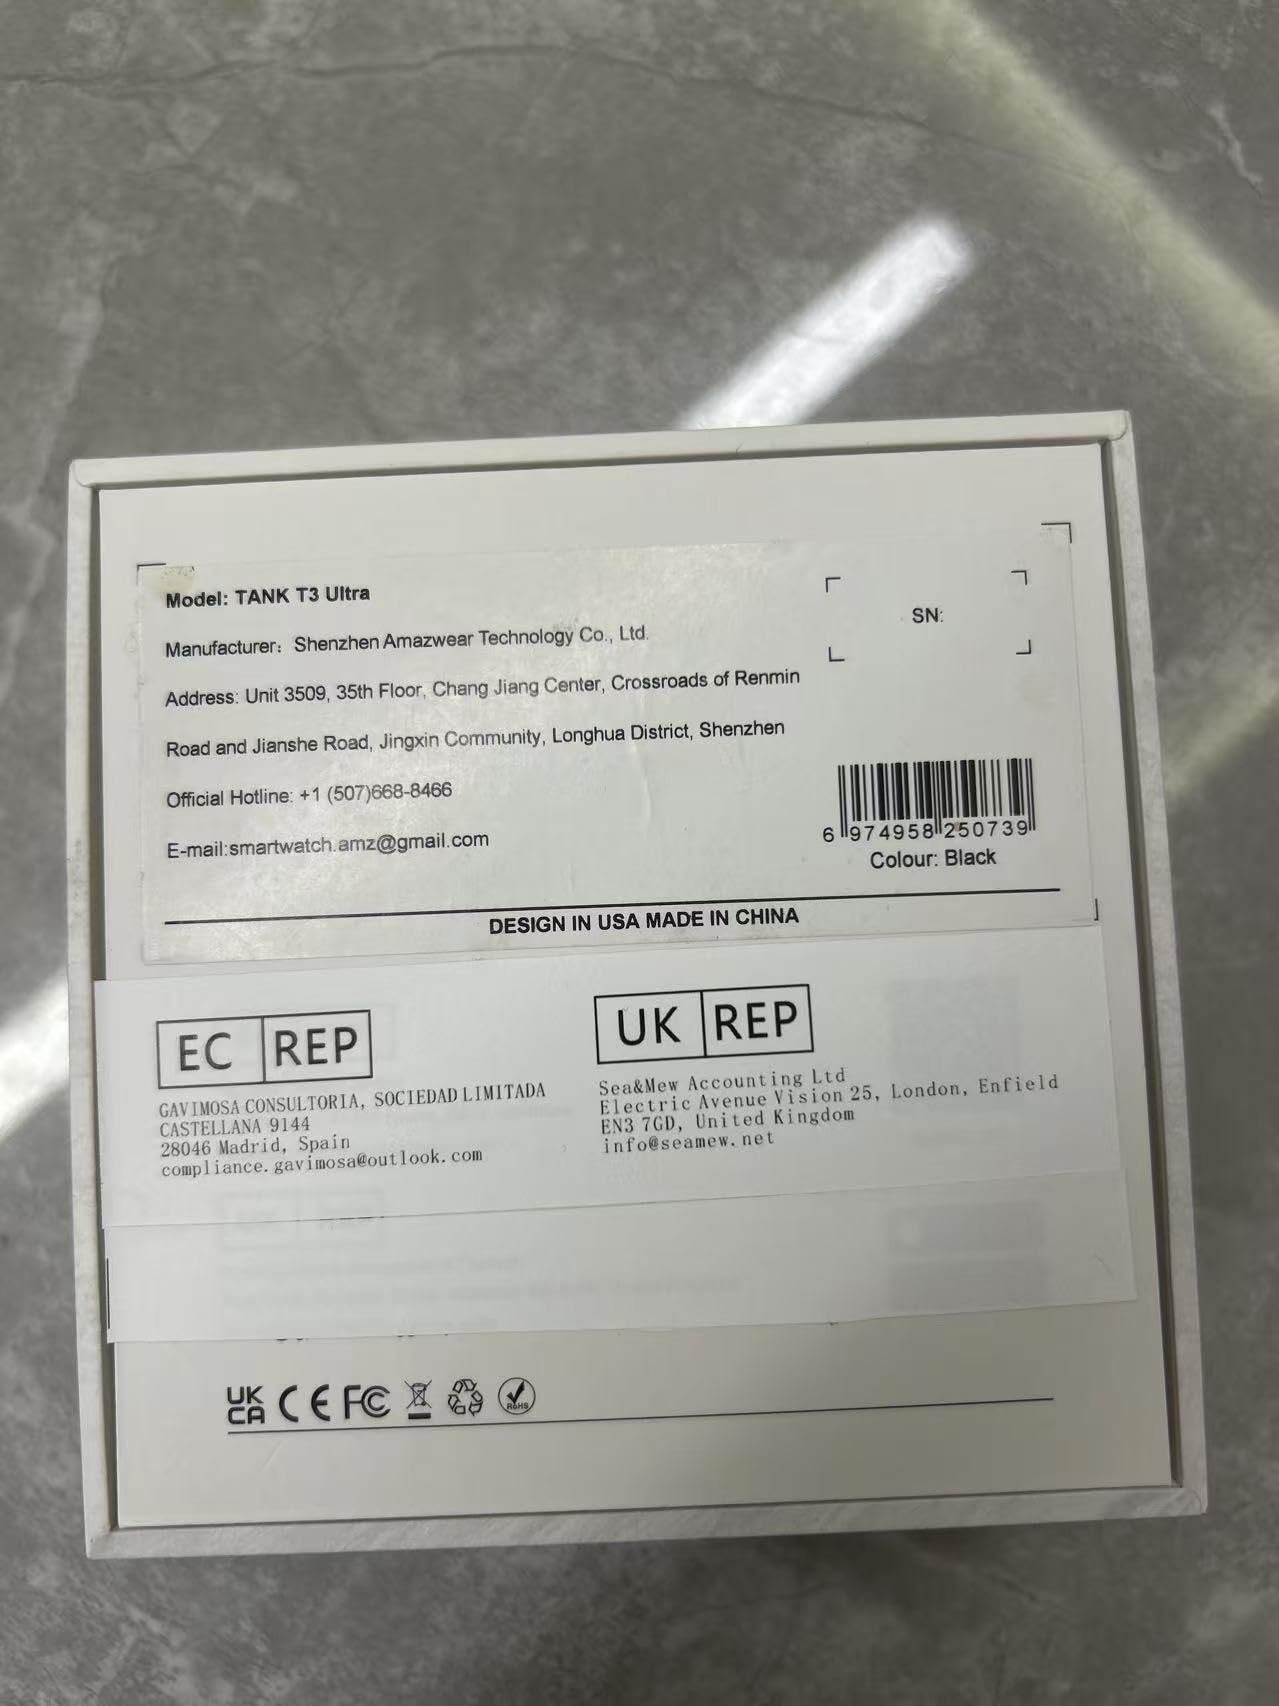 Model: TANK T3 Ultra
Manufacturer: Shenzhen Amazwear Technology Co., Ltd.
Address: Unit 3509, 35th Floor, Chang Jiang Center, Crossroads of Renmin
Road and Jianshe Road, Jingxin Community, Longhua District, Shenzhen
Official Hotline: +1 (507)668-8466
E-mail:smartwatch.amz@gmail.com
SN:
6 974958 250739
Colour: Black
DESIGN IN USA MADE IN CHINA
EC REP
GAVIMOSA CONSULTORIA, SOCIEDAD LIMITADA
CASTELLANA 9144
28046 Madrid, Spain
compliance.gavimosa@outlook.com
UK REP
Sea&Mew Accounting Ltd
Electric Avenue Vision 25, London, Enfield
EN3 7GD, United Kingdom
info@seamew.net
UK CA CE FC RoHS